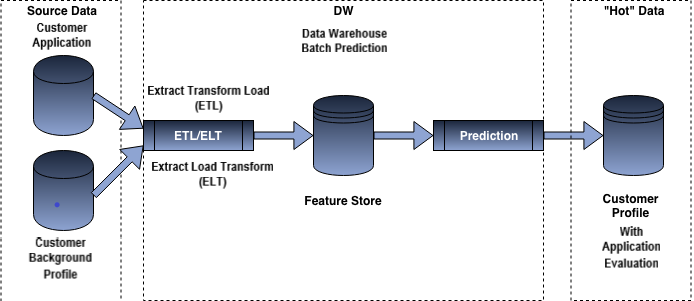 Source Data
Customer
Application
Customer
Background
Profile
DW
Data Warehouse
Batch Prediction
Extract Transform Load
(ETL)
ETL/ELT
Extract Load Transform
(ELT)
Feature Store
Prediction
"Hot" Data
Customer
Profile
With
Application
Evaluation